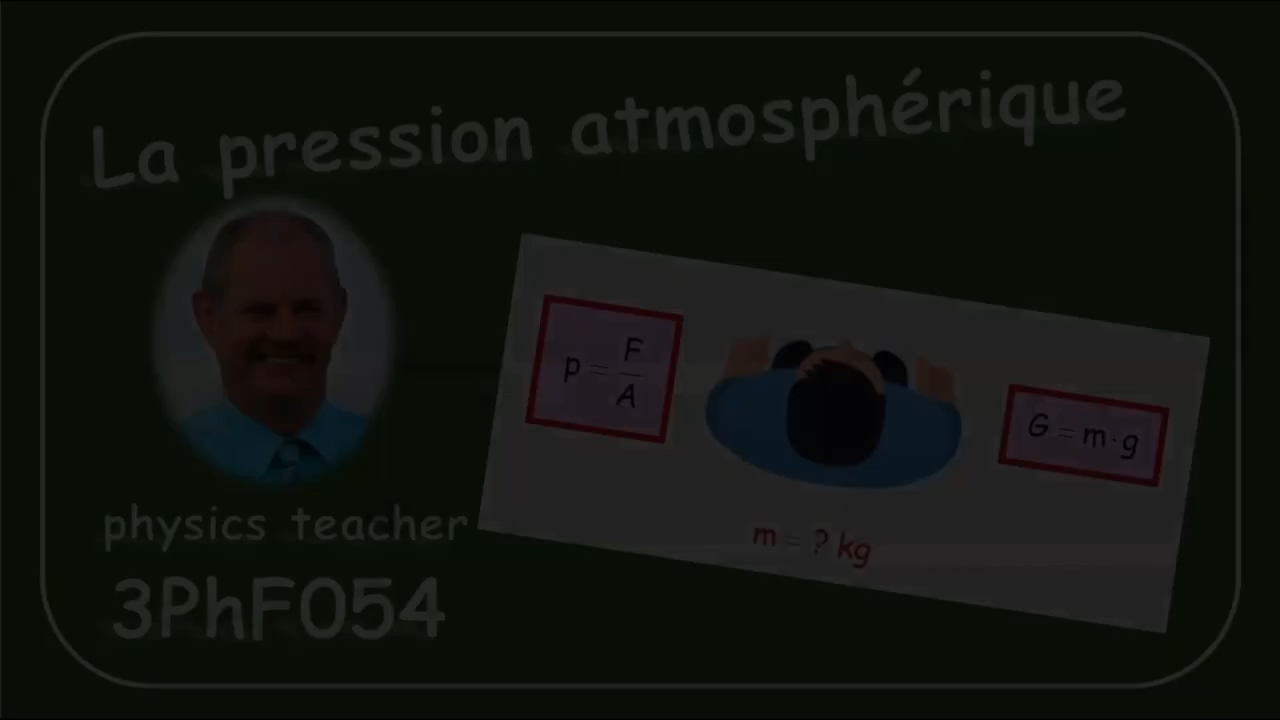 La pression atmosphérique
p = F/A
G = m·g
m = ? kg
physics teacher
3PhF054